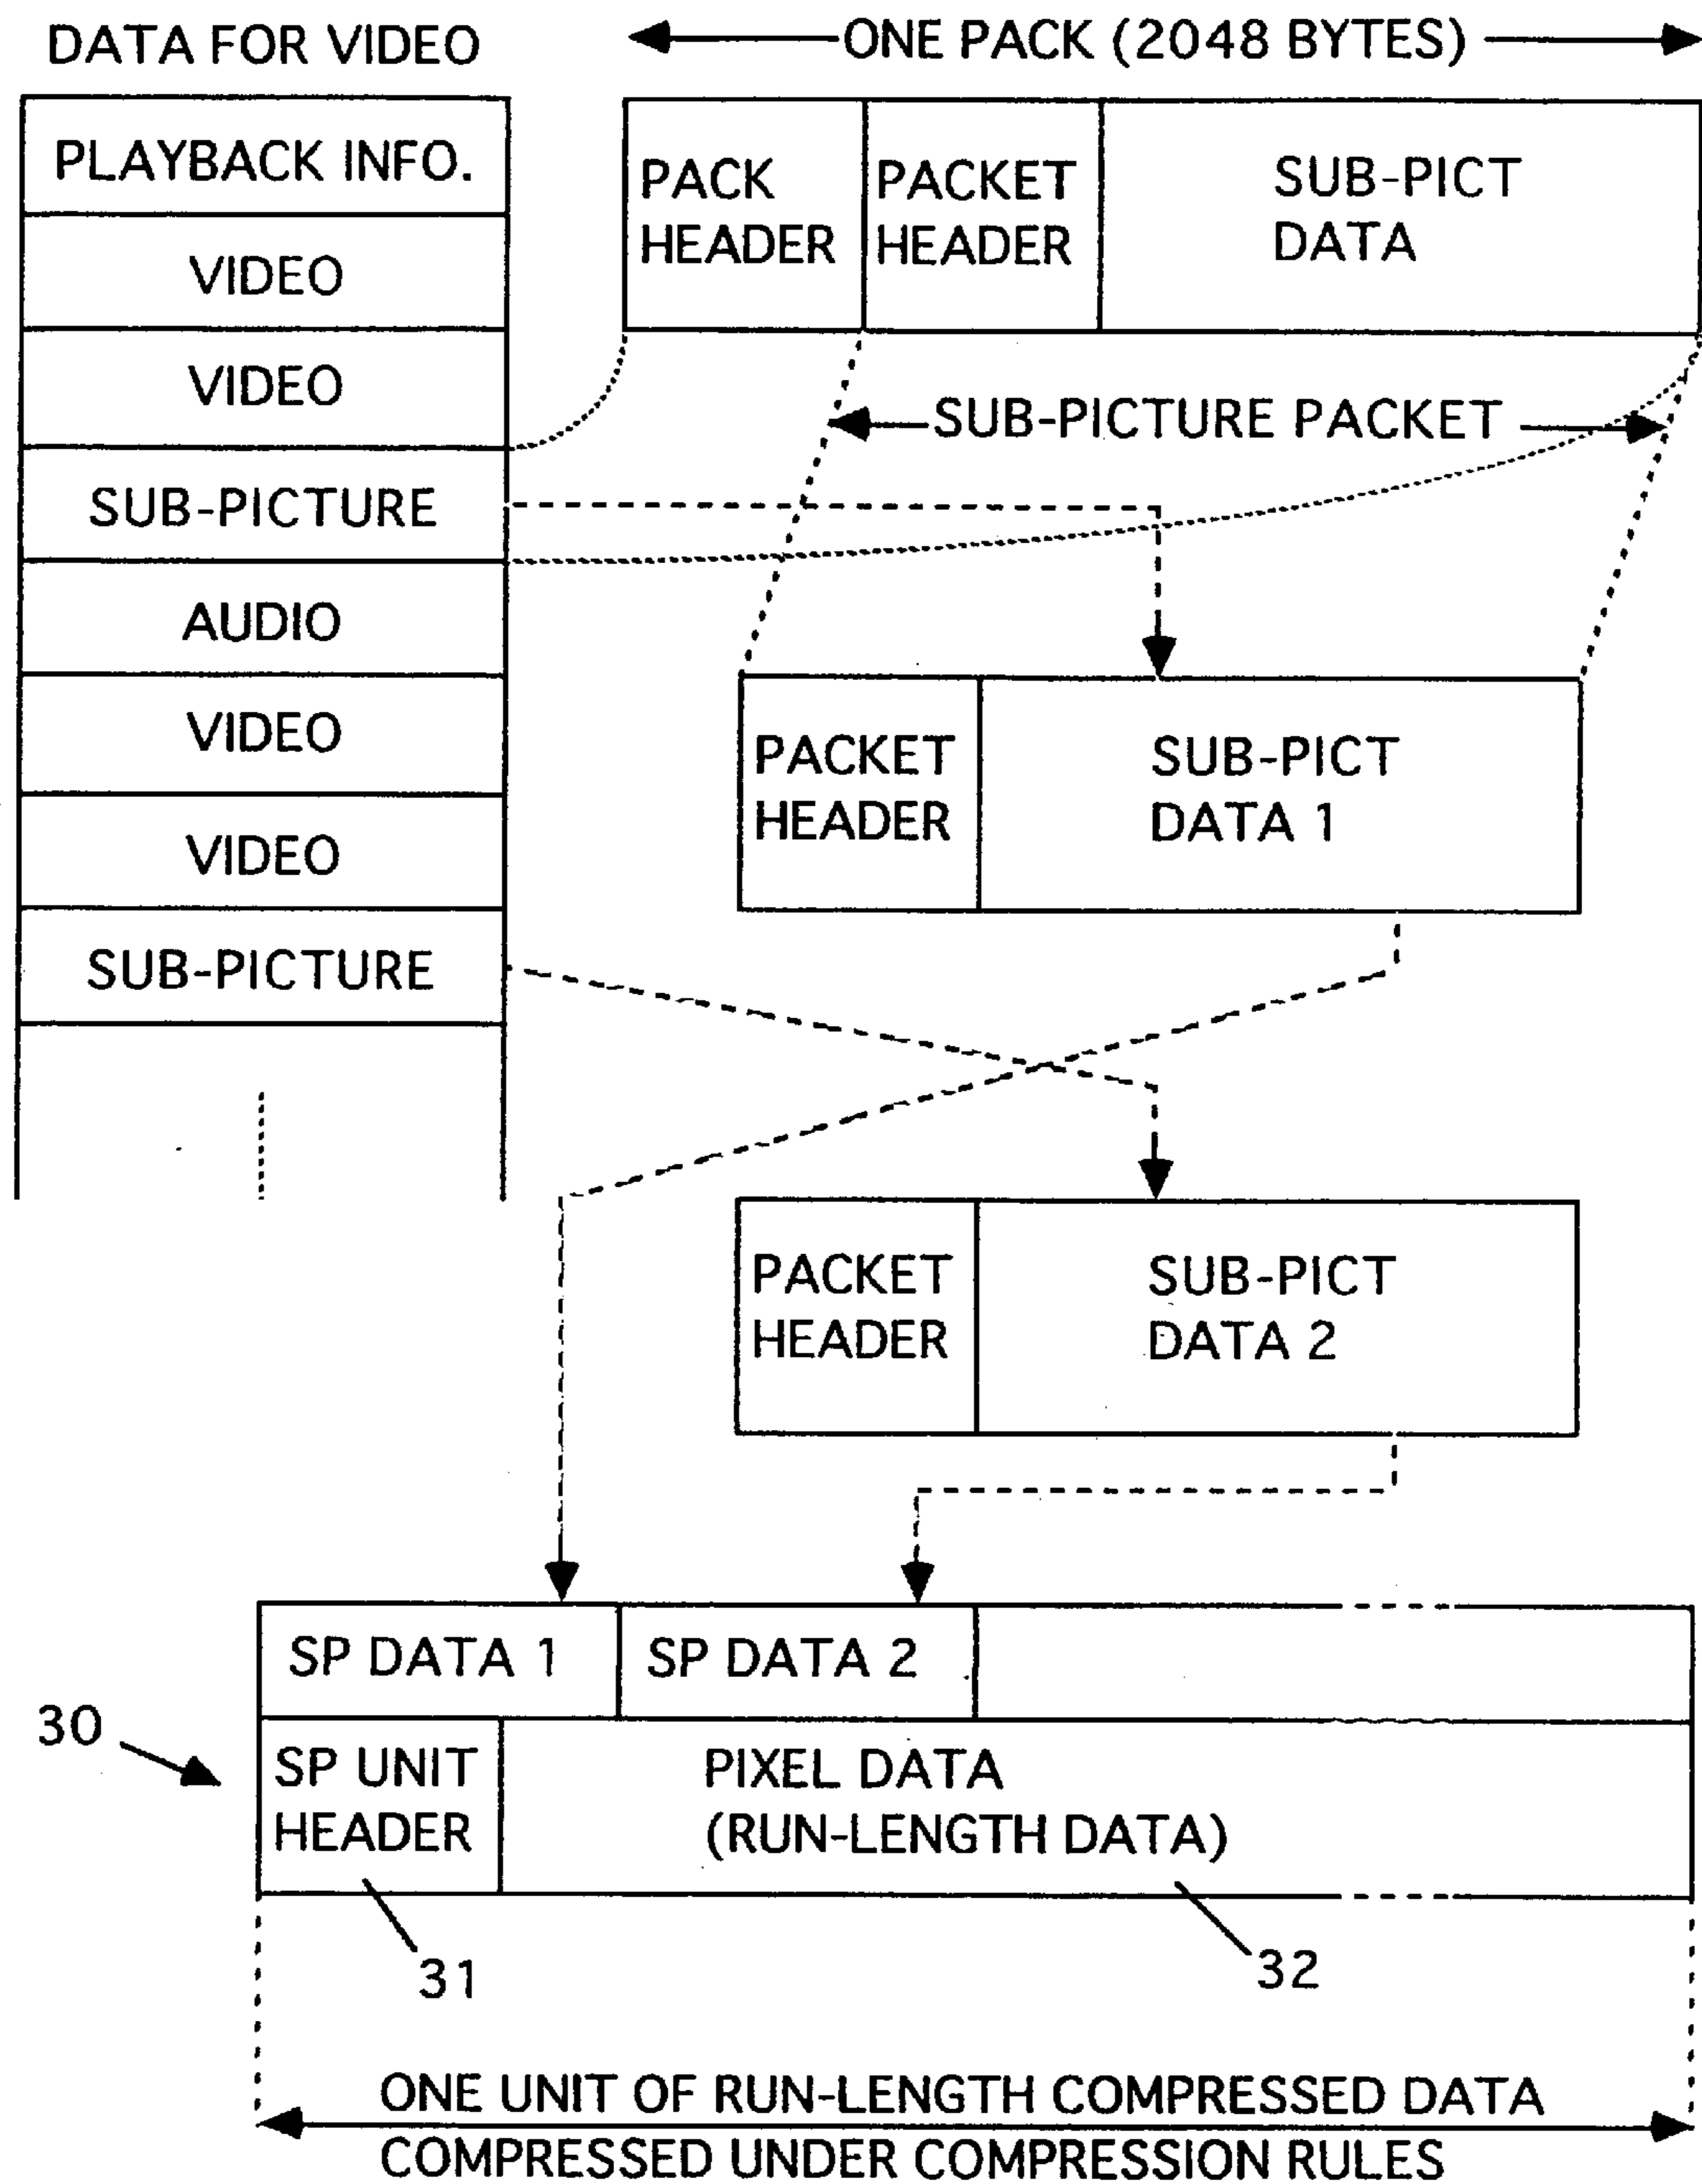 DATA FOR VIDEO
ONE PACK (2048 BYTES)
PLAYBACK INFO.
VIDEO
VIDEO
SUB-PICTURE
AUDIO
VIDEO
VIDEO
SUB-PICTURE
PACK
HEADER
PACKET
HEADER
SUB-PICT
DATA
SUB-PICTURE PACKET
PACKET
HEADER
SUB-PICT
DATA 1
PACKET
HEADER
SUB-PICT
DATA 2
SP DATA 1
SP DATA 2
30
SP UNIT
HEADER
PIXEL DATA
(RUN-LENGTH DATA)
31
32
ONE UNIT OF RUN-LENGTH COMPRESSED DATA
COMPRESSED UNDER COMPRESSION RULES